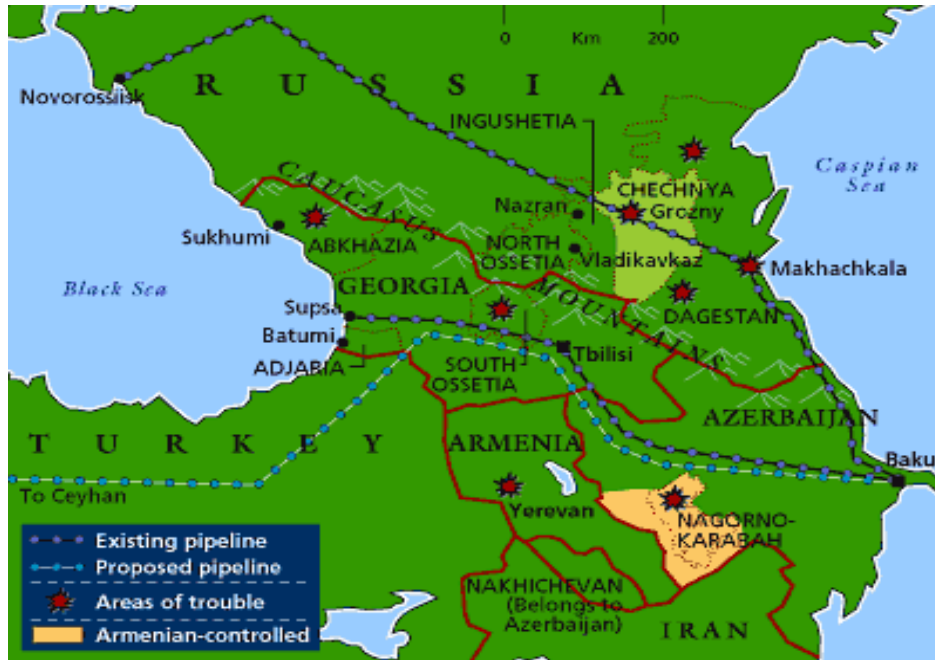 0 Km 200
RUSSIA
Novorossiisk
INGUSHETIA
Caspian
Sea
CAUCASUS
MOUNTAINS
CHECHNYA
Grozny
Nazran
Sukhumi
ABKHAZIA
NORTH
OSSETIA
Vladikavkaz
Makhachkala
Black Sea
GEORGIA
Supsa
DAGESTAN
Batumi
Tbilisi
ADJARIA
SOUTH
OSSETIA
AZERBAIJAN
TURKEY
ARMENIA
Baku
To Ceyhan
Yerevan
NAGORNO-
KARABAH
Existing pipeline
Proposed pipeline
Areas of trouble
Armenian-controlled
NAKHICHEVAN
(Belongs to
Azerbaijan)
IRAN